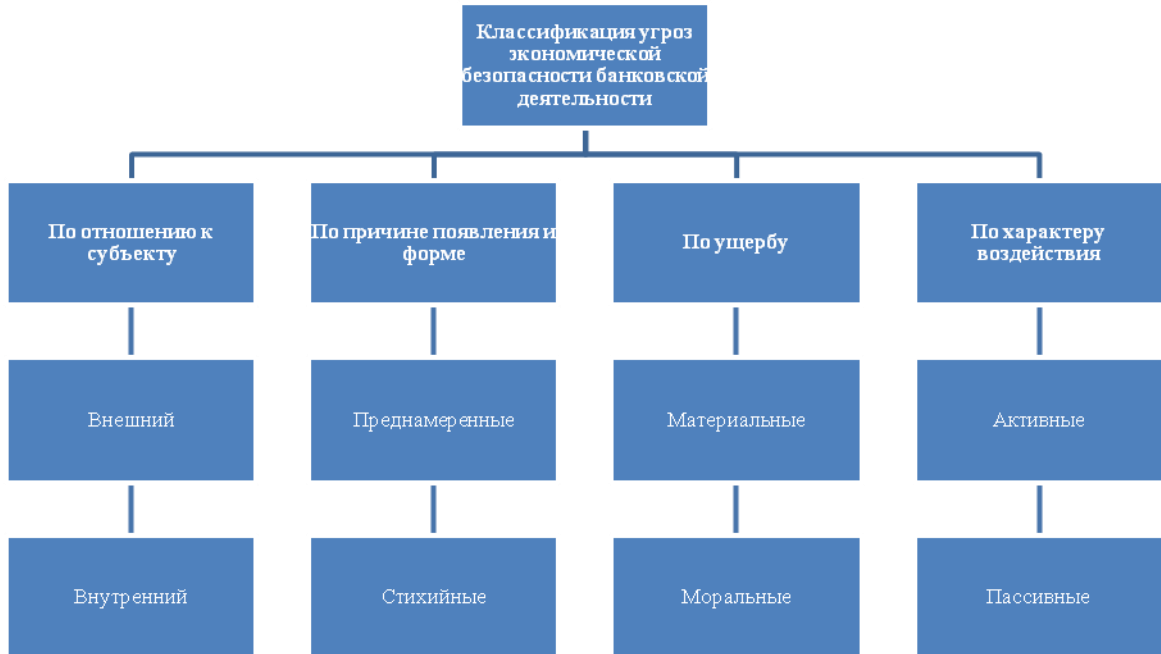 Классификация угроз
экономической
безопасности банковской
деятельности
По отношению к
субъекту
По причине появления и
форме
По ущербу
По характеру
воздействия
Внешний
Преднамеренные
Материальные
Активные
Внутренний
Стихийные
Моральные
Пассивные